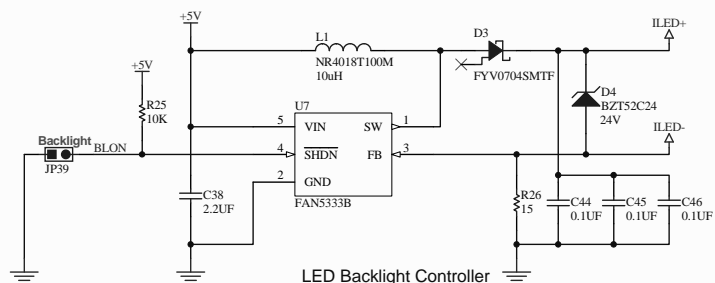 +5V
L1
NR4018T100M
10uH
D3
FYV0704SMTF
ILED+
+5V
R25
10K
U7
5 VIN SW 1
4 SHDN FB 3
2 GND
FAN5333B
D4
BZT52C24
24V
ILED-
Backlight
BLON
JP39
C38
2.2UF
R26
15
C44
0.1UF
C45
0.1UF
C46
0.1UF
LED Backlight Controller